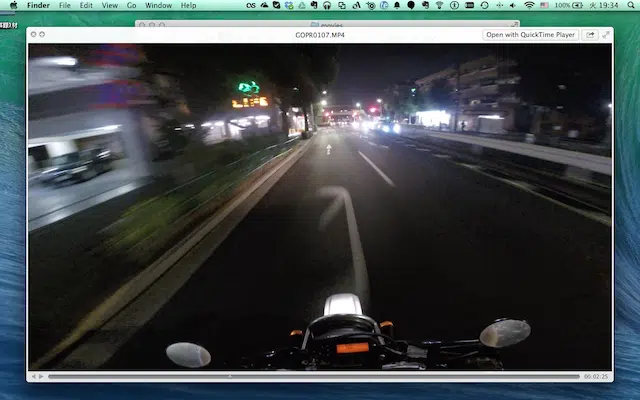 Finder File Edit View Go Window Help
100% 火 19:34
movies
COPR0107.MP4
Open with QuickTime Player
00:02:25